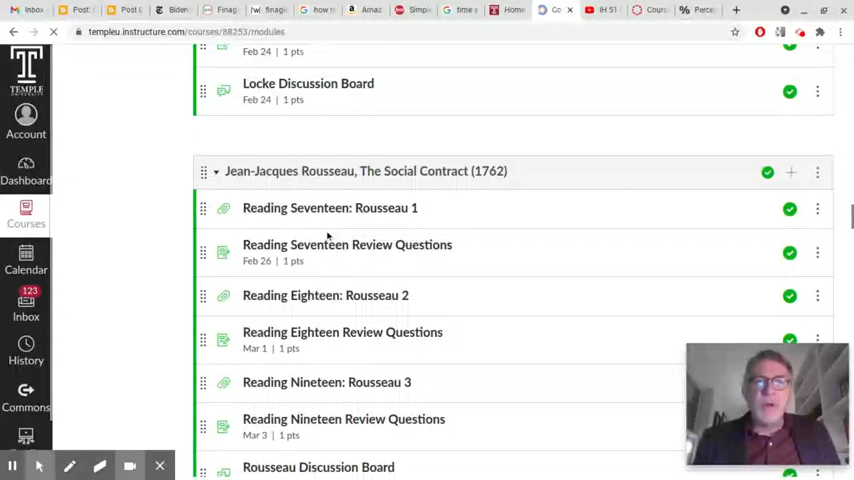 Inbox
Post:
Post E
Biden
Finag
finage
how n
Amaz
Simple
time a
Home
Co
IH 51
Cours
Perce
templeu.instructure.com/courses/88253/modules
TEMPLE
UNIVERSITY
Account
Dashboard
Courses
Calendar
123
Inbox
History
Commons
Feb 24 | 1 pts
Locke Discussion Board
Feb 24 | 1 pts
Jean-Jacques Rousseau, The Social Contract (1762)
Reading Seventeen: Rousseau 1
Reading Seventeen Review Questions
Feb 26 | 1 pts
Reading Eighteen: Rousseau 2
Reading Eighteen Review Questions
Mar 1 | 1 pts
Reading Nineteen: Rousseau 3
Reading Nineteen Review Questions
Mar 3 | 1 pts
Rousseau Discussion Board